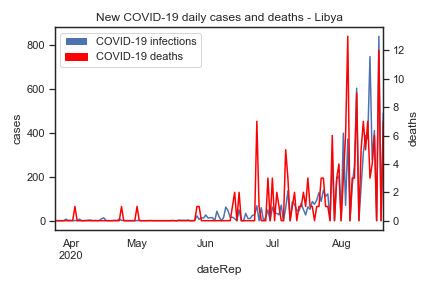 New COVID-19 daily cases and deaths - Libya
COVID-19 infections
COVID-19 deaths
800
600
400
200
0
cases
12
10
8
6
4
2
0
deaths
Apr
2020
May
Jun
Jul
Aug
dateRep